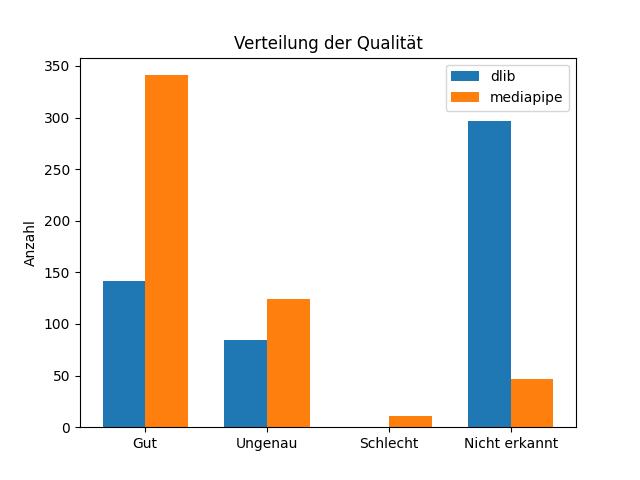 Verteilung der Qualität
dlib
mediapipe
Anzahl
350
300
250
200
150
100
50
0
Gut
Ungenau
Schlecht
Nicht erkannt